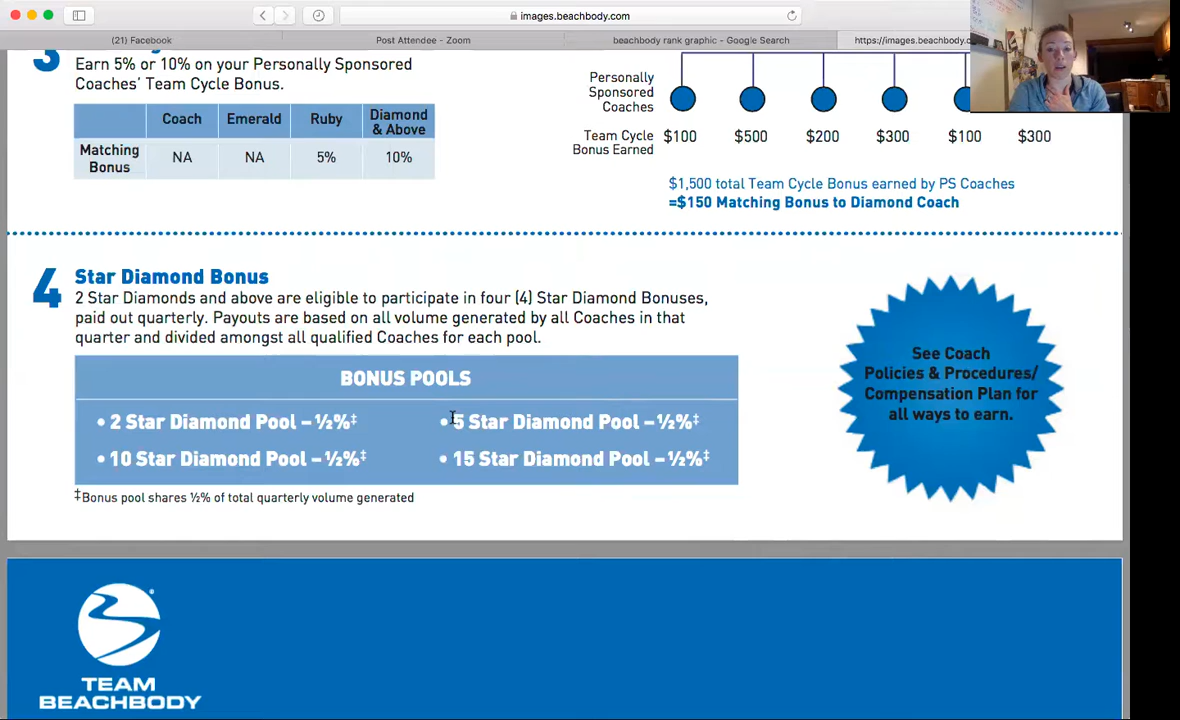 images.beachbody.com
(21) Facebook
Post Attendee - Zoom
beachbody rank graphic - Google Search
https://images.beachbody.c
3
Earn 5% or 10% on your Personally Sponsored
Coaches' Team Cycle Bonus.
Coach Emerald Ruby Diamond
& Above
Matching
Bonus
NA NA 5% 10%
Personally
Sponsored
Coaches
Team Cycle
Bonus Earned
$100 $500 $200 $300 $100 $300
$1,500 total Team Cycle Bonus earned by PS Coaches
=$150 Matching Bonus to Diamond Coach
4 Star Diamond Bonus
2 Star Diamonds and above are eligible to participate in four (4) Star Diamond Bonuses,
paid out quarterly. Payouts are based on all volume generated by all Coaches in that
quarter and divided amongst all qualified Coaches for each pool.
BONUS POOLS
• 2 Star Diamond Pool – ½%‡
• 5 Star Diamond Pool – ½%‡
• 10 Star Diamond Pool – ½%‡
• 15 Star Diamond Pool – ½%‡
‡Bonus pool shares ½% of total quarterly volume generated
See Coach
Policies & Procedures/
Compensation Plan for
all ways to earn.
TEAM
BEACHBODY